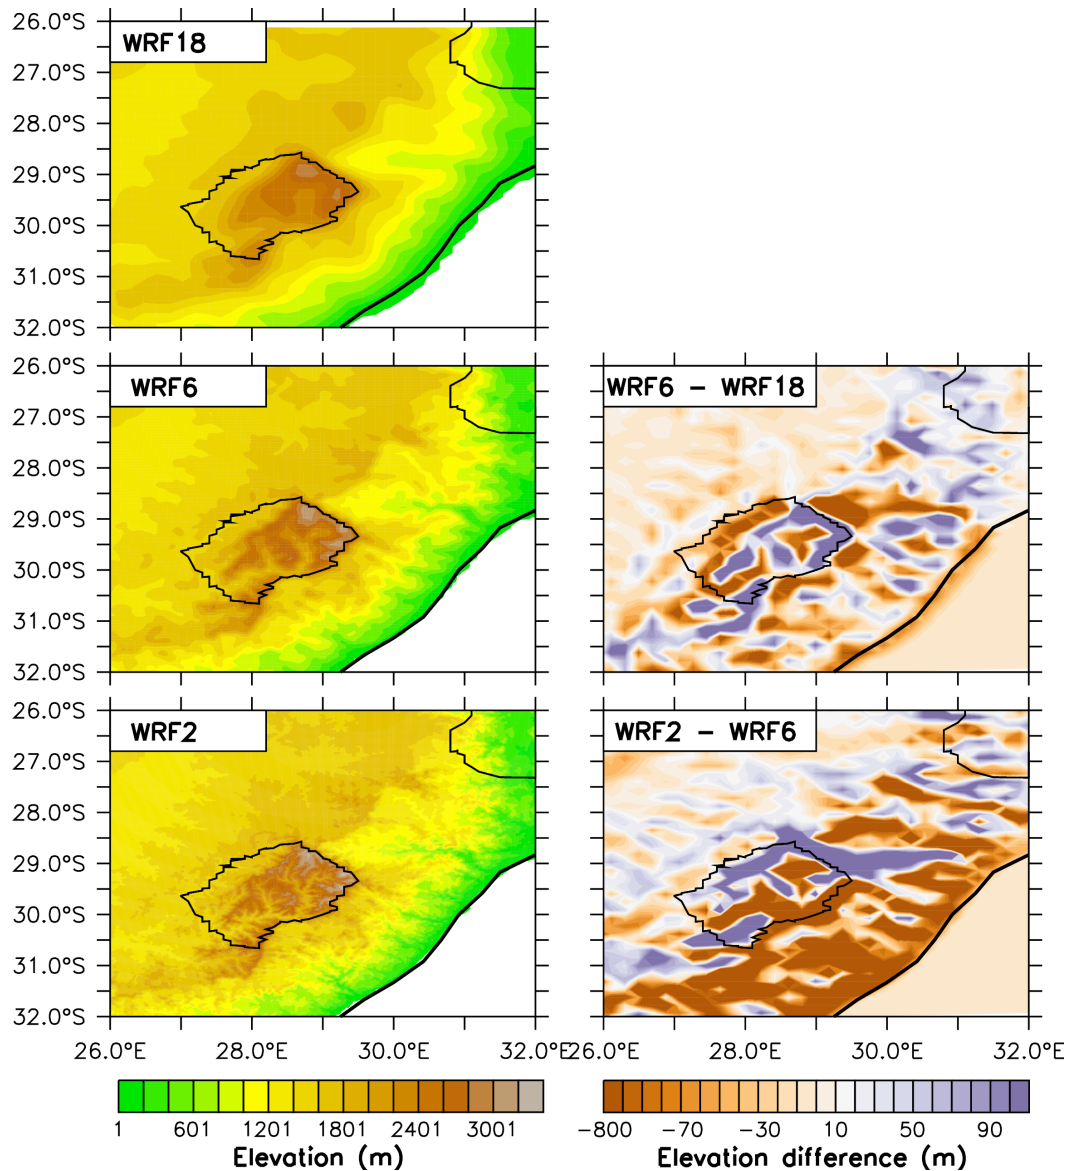 26.0°S
WRF18
27.0°S
28.0°S
29.0°S
30.0°S
31.0°S
32.0°S
26.0°S
WRF6
WRF6 – WRF18
27.0°S
28.0°S
29.0°S
30.0°S
31.0°S
32.0°S
26.0°S
WRF2
WRF2 – WRF6
27.0°S
28.0°S
29.0°S
30.0°S
31.0°S
32.0°S
26.0°E 28.0°E 30.0°E 32.0°E 26.0°E 28.0°E 30.0°E 32.0°E
1 601 1201 1801 2401 3001
-800 -70 -30 10 50 90
Elevation (m)
Elevation difference (m)